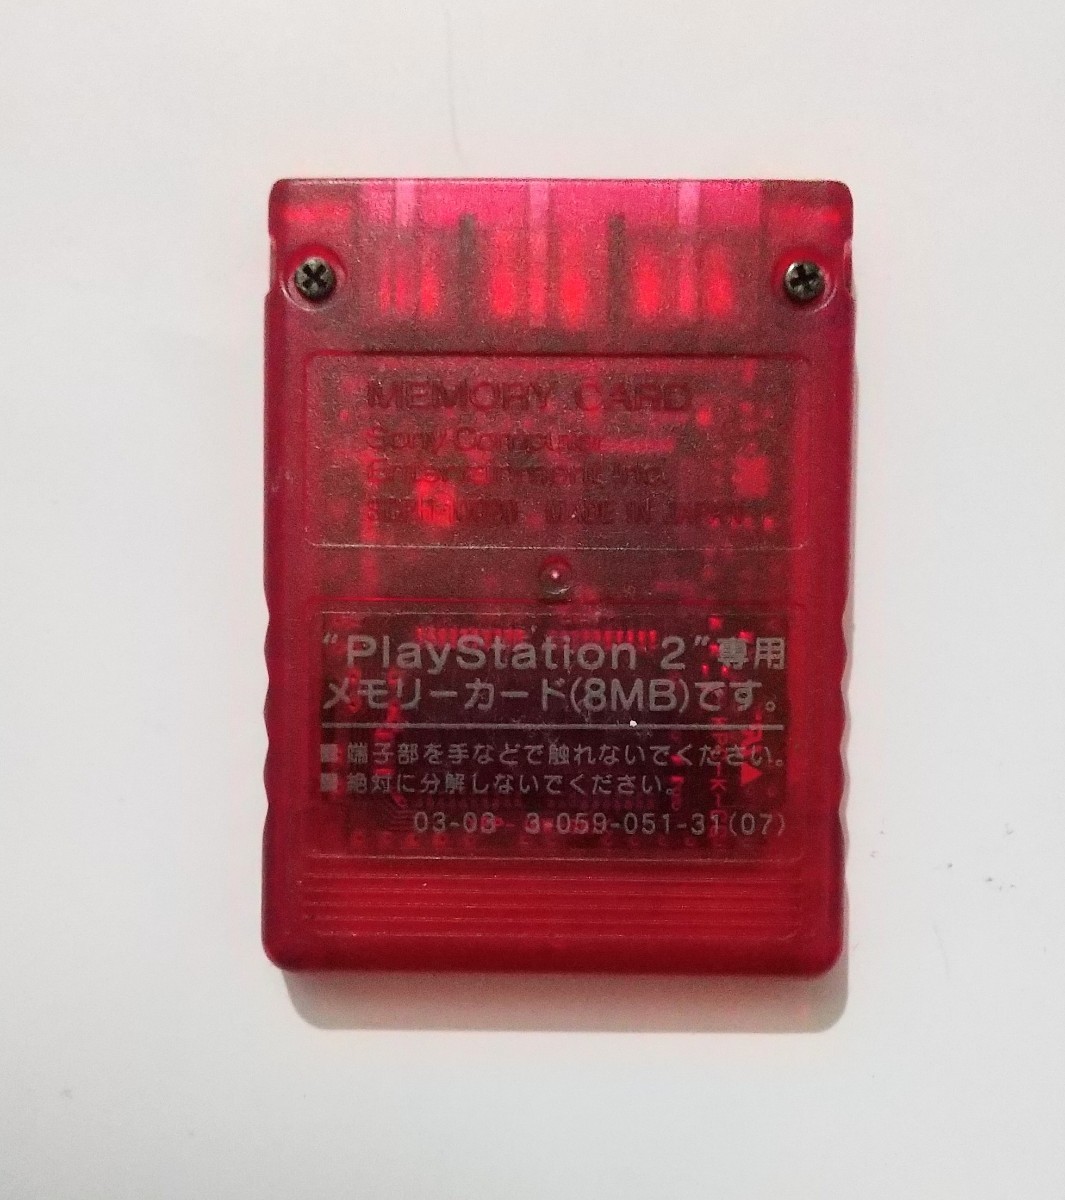 MEMORY CARD
Sony Computer
Entertainment Inc.
MADE IN JAPAN
“PlayStation 2”専用
メモリーカード(8MB)です。
■ 端子部を手などで触れないでください。
■ 絶対に分解しないでください。
03-03 3-059-051-31(07)